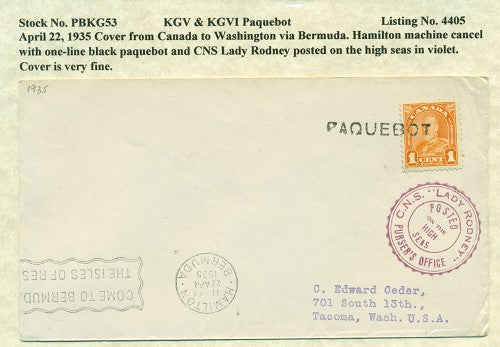 Stock No. PBKG53 KGV & KGVI Paquebot Listing No. 4405
April 22, 1935 Cover from Canada to Washington via Bermuda. Hamilton machine cancel
with one-line black paquebot and CNS Lady Rodney posted on the high seas in violet.
Cover is very fine.
1935
PAQUEBOT
CANADA
1 CENT 1
C.N.S. "LADY RODNEY"
POSTED
ON THE
HIGH
SEAS
PURSER'S OFFICE
HAMILTON
11
22 APR
1935
BERMUDA
COME TO BERMUDA
THE ISLES OF RES
C. Edward Ceder,
701 South 13th.,
Tacoma, Wash. U.S.A.